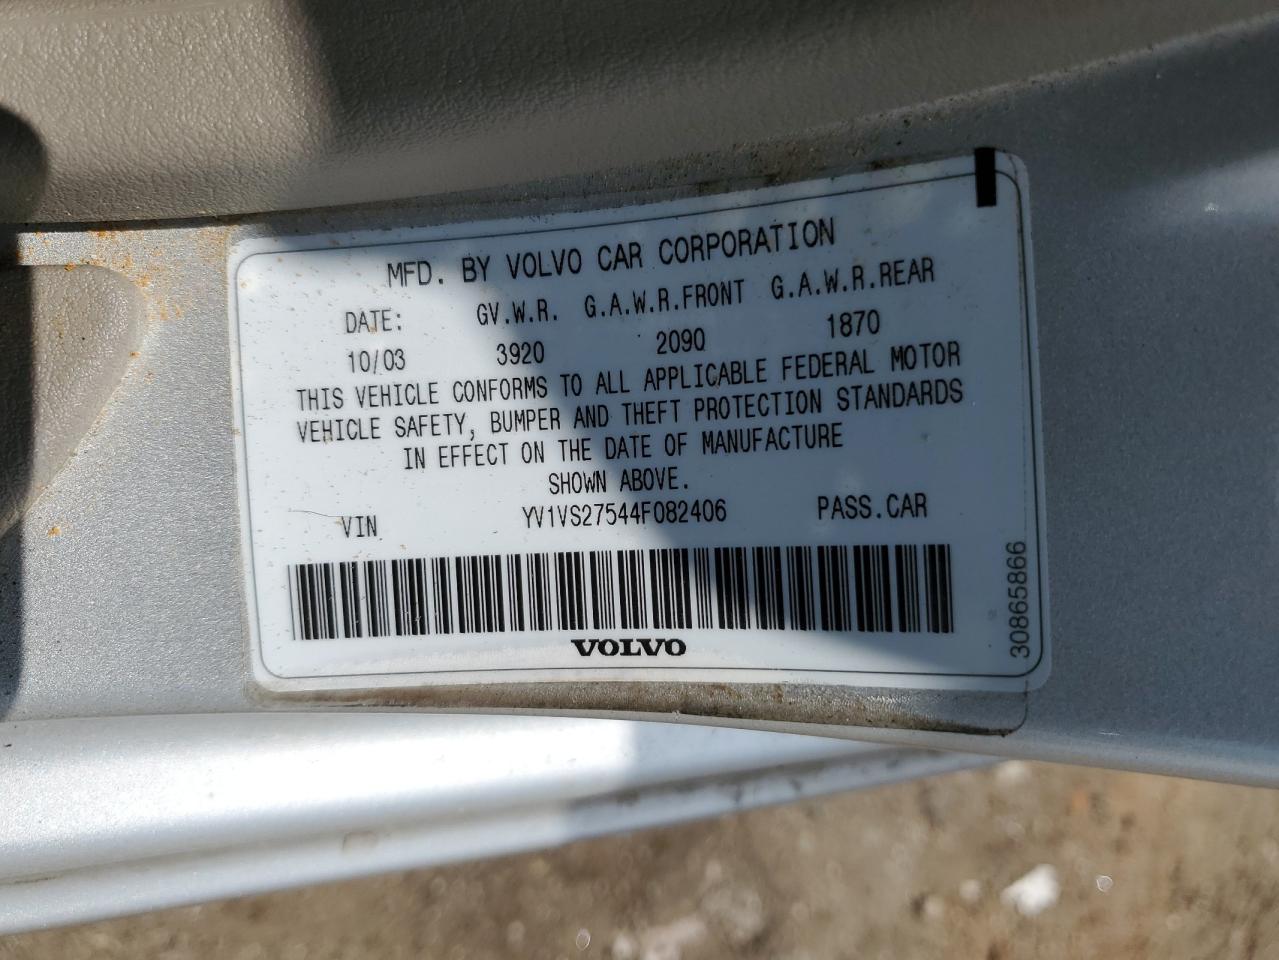 MFD. BY VOLVO CAR CORPORATION
DATE: GV.W.R. G.A.W.R.FRONT G.A.W.R.REAR
10/03 3920 2090 1870
THIS VEHICLE CONFORMS TO ALL APPLICABLE FEDERAL MOTOR
VEHICLE SAFETY, BUMPER AND THEFT PROTECTION STANDARDS
IN EFFECT ON THE DATE OF MANUFACTURE
SHOWN ABOVE.
VIN YV1VS27544F082406 PASS.CAR
VOLVO
30865866